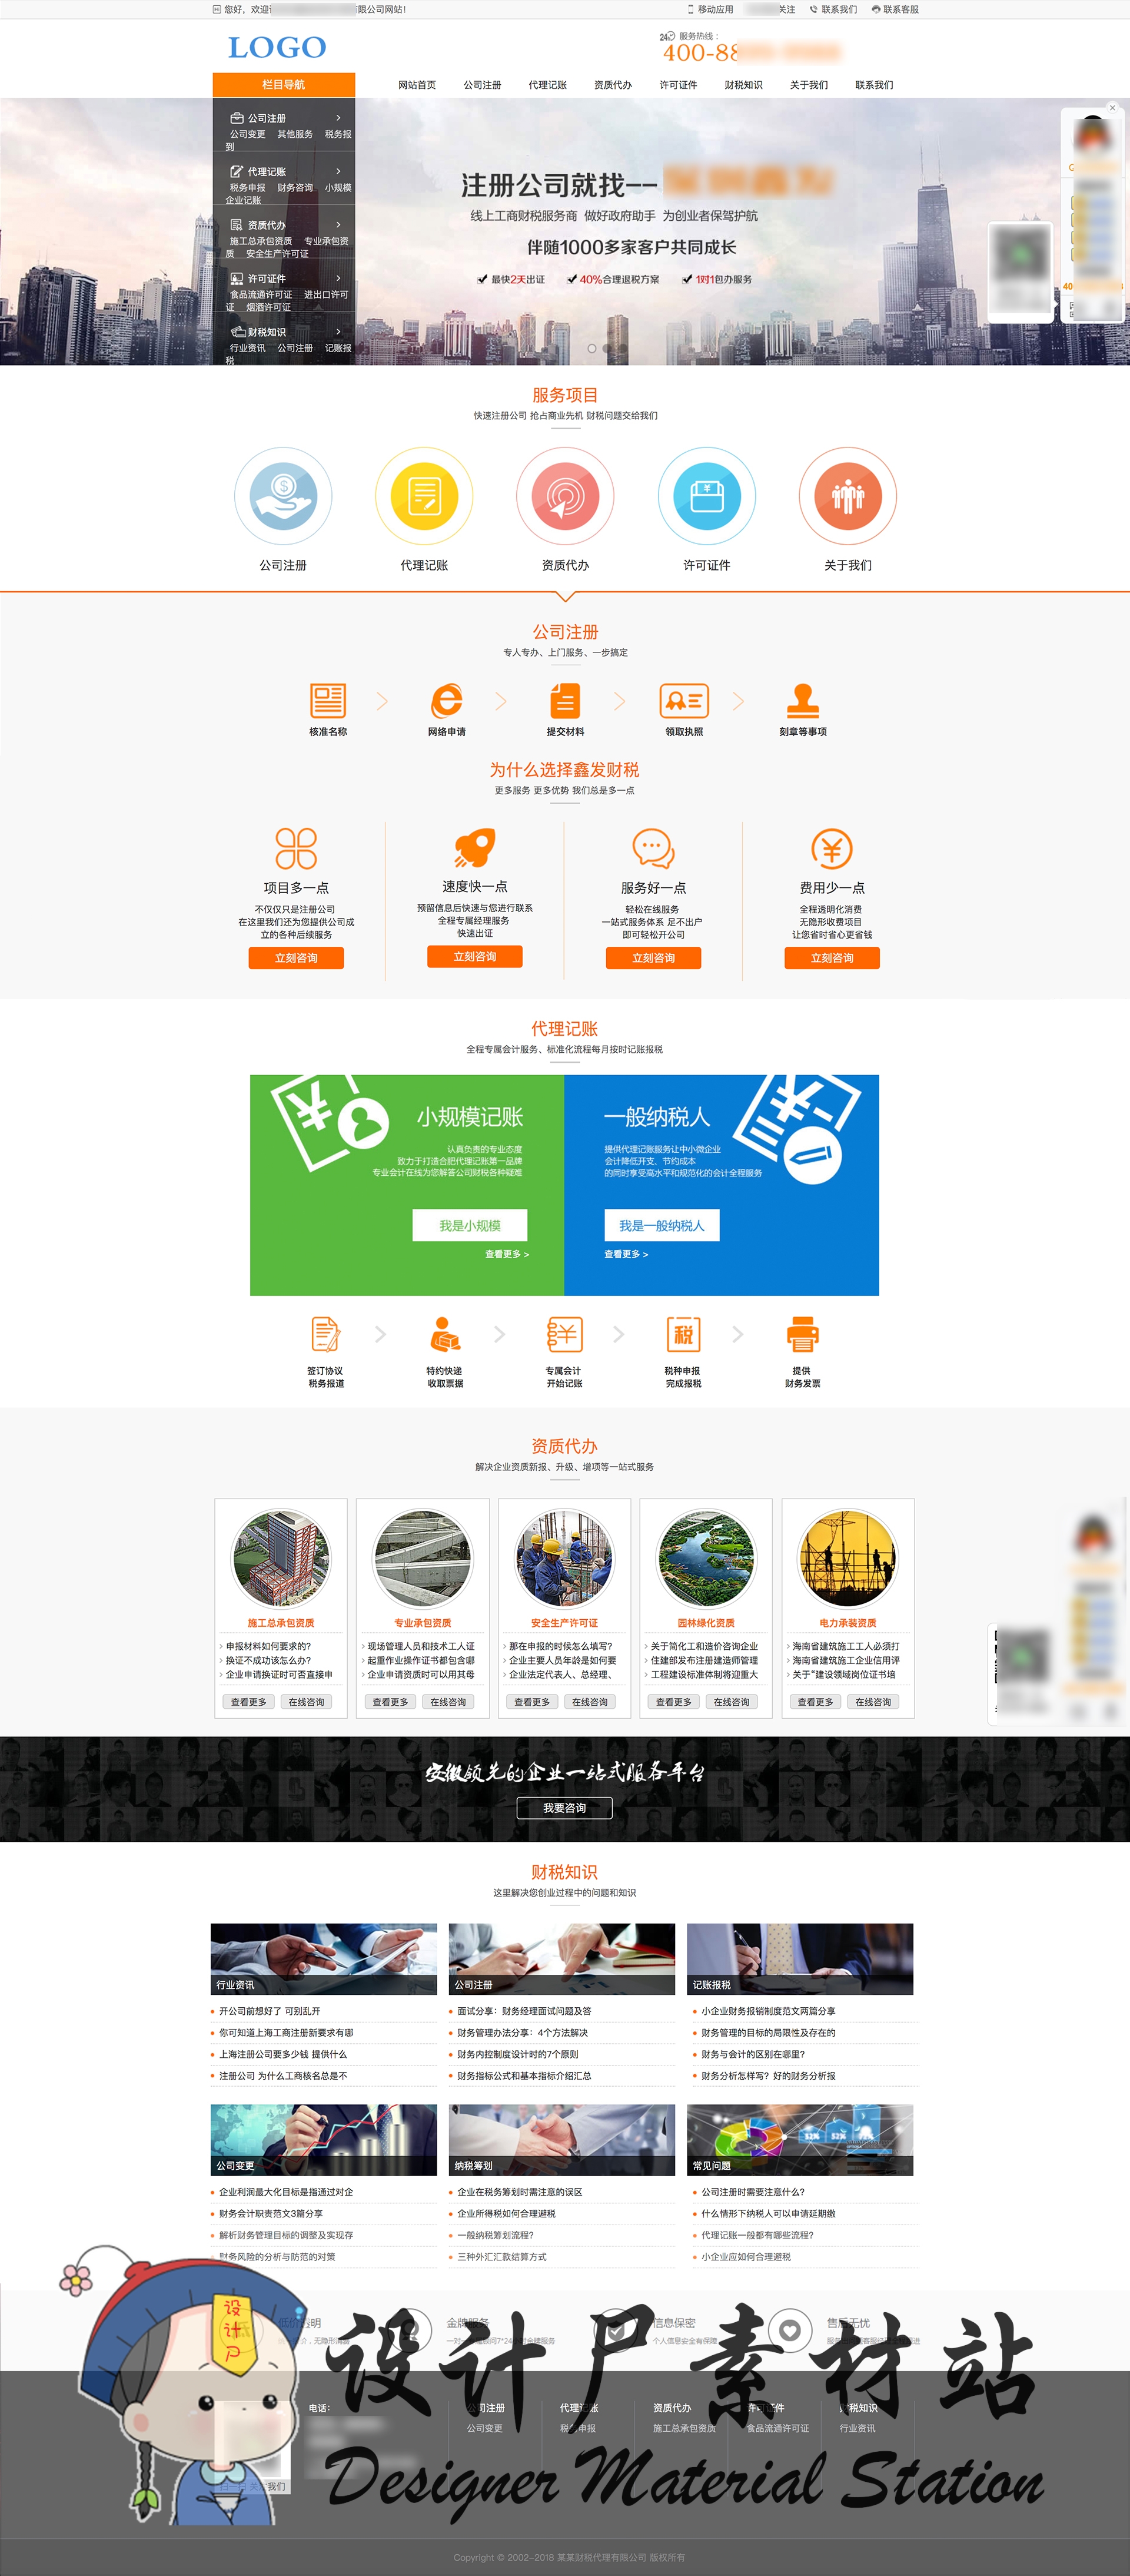 您好，欢迎
限公司网站！
移动应用
关注
联系我们
联系客服
LOGO
24
服务热线：
400-88
栏目导航
网站首页
公司注册
代理记账
资质代办
许可证件
财税知识
关于我们
联系我们
公司注册
公司变更 其他服务 税务报
到
代理记账
税务申报 财务咨询 小规模
企业记账
资质代办
施工总承包资质 专业承包资
质 安全生产许可证
许可证件
食品流通许可证 进出口许可
证 烟酒许可证
财税知识
行业资讯 公司注册 记账报
税
注册公司就找--
线上工商财税服务商 做好政府助手 为创业者保驾护航
伴随1000多家客户共同成长
最快2天出证
40%合理退税方案
1对1包办服务
服务项目
快速注册公司 抢占商业先机 财税问题交给我们
公司注册
代理记账
资质代办
许可证件
关于我们
公司注册
专人专办、上门服务、一步搞定
核准名称
网络申请
提交材料
领取执照
刻章等事项
为什么选择鑫发财税
更多服务 更多优势 我们总是多一点
项目多一点
不仅仅只是注册公司
在这里我们还为您提供公司成
立的各种后续服务
立刻咨询
速度快一点
预留信息后快速与您进行联系
全程专属经理服务
快速出证
立刻咨询
服务好一点
轻松在线服务
一站式服务体系 足不出户
即可轻松开公司
立刻咨询
费用少一点
全程透明化消费
无隐形收费项目
让您省时省心更省钱
立刻咨询
代理记账
全程专属会计服务、标准化流程每月按时记账报税
小规模记账
认真负责的专业态度
致力于打造合肥代理记账第一品牌
专业会计在线为您解答公司财税各种疑难
我是小规模
查看更多 >
一般纳税人
提供代理记账服务让中小微企业
会计降低开支，节约成本
的同时享受高水平和规范化的会计全程服务
我是一般纳税人
查看更多 >
签订协议
税务报道
特约快递
收取票据
专属会计
开始记账
税
税种申报
完成报税
提供
财务发票
资质代办
解决企业资质新报、升级、增项等一站式服务
施工总承包资质
申报材料如何要求的?
换证不成功该怎么办?
企业申请换证时可否直接申
查看更多 在线咨询
专业承包资质
现场管理人员和技术工人证
起重作业操作证书都包含哪
企业申请资质时可以用其母
查看更多 在线咨询
安全生产许可证
那在申报的时候怎么填写?
企业主要人员年龄是如何要
企业法定代表人、总经理、
查看更多 在线咨询
园林绿化资质
关于简化工和造价咨询企业
住建部发布注册建造师管理
工程建设标准体制将迎重大
查看更多 在线咨询
电力承装资质
海南省建筑施工工人必须打
海南省建筑施工企业信用评
关于“建设领域岗位证书培
查看更多 在线咨询
安徽领先的企业一站式服务平台
我要咨询
财税知识
这里解决您创业过程中的问题和知识
行业资讯
开公司前想好了 可别乱开
你可知道上海工商注册新要求有哪
上海注册公司要多少钱 提供什么
注册公司 为什么工商核名总是不
公司注册
面试分享：财务经理面试问题及答
财务管理办法分享：4个方法解决
财务内控制度设计时的7个原则
财务指标公式和基本指标介绍汇总
记账报税
小企业财务报销制度范文两篇分享
财务管理的目标的局限性及存在的
财务与会计的区别在哪里?
财务分析怎样写? 好的财务分析报
公司变更
企业利润最大化目标是指通过对企
财务会计职责范文3篇分享
解析财务管理目标的调整及实现存
财务风险的分析与防范的对策
纳税筹划
企业在税务筹划时需注意的误区
企业所得税如何合理避税
一般纳税筹划流程?
三种外汇汇款结算方式
常见问题
公司注册时需要注意什么?
什么情形下纳税人可以申请延期缴
代理记账一般都有哪些流程?
小企业应如何合理避税
金牌服务
信息保密
个人信息安全有保障
售后无忧
设计尸
设计尸素材站
Designer Material Station
电话：
公司注册
公司变更
代理记账
税务申报
资质代办
施工总承包资质
许可证件
食品流通许可证
财税知识
行业资讯
Copyright © 2002-2018 某某财税代理有限公司 版权所有